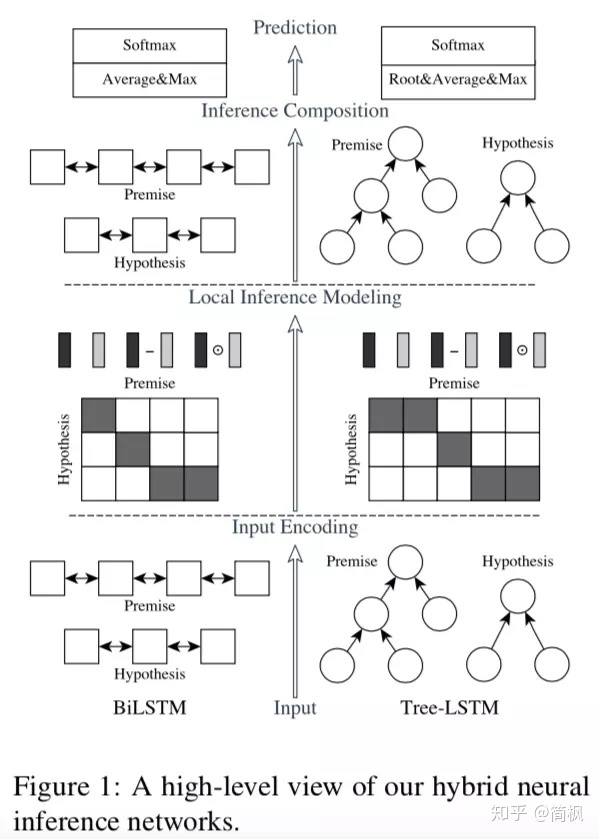 Prediction
Softmax
Softmax
Average&Max
Root&Average&Max
Inference Composition
Premise
Hypothesis
Premise
Hypothesis
Local Inference Modeling
− ⊙
− ⊙
Premise
Premise
Hypothesis
Hypothesis
Input Encoding
Premise
Hypothesis
Premise
Hypothesis
BiLSTM
Input
Tree-LSTM
Figure 1: A high-level view of our hybrid neural
inference networks.
知乎 @简枫